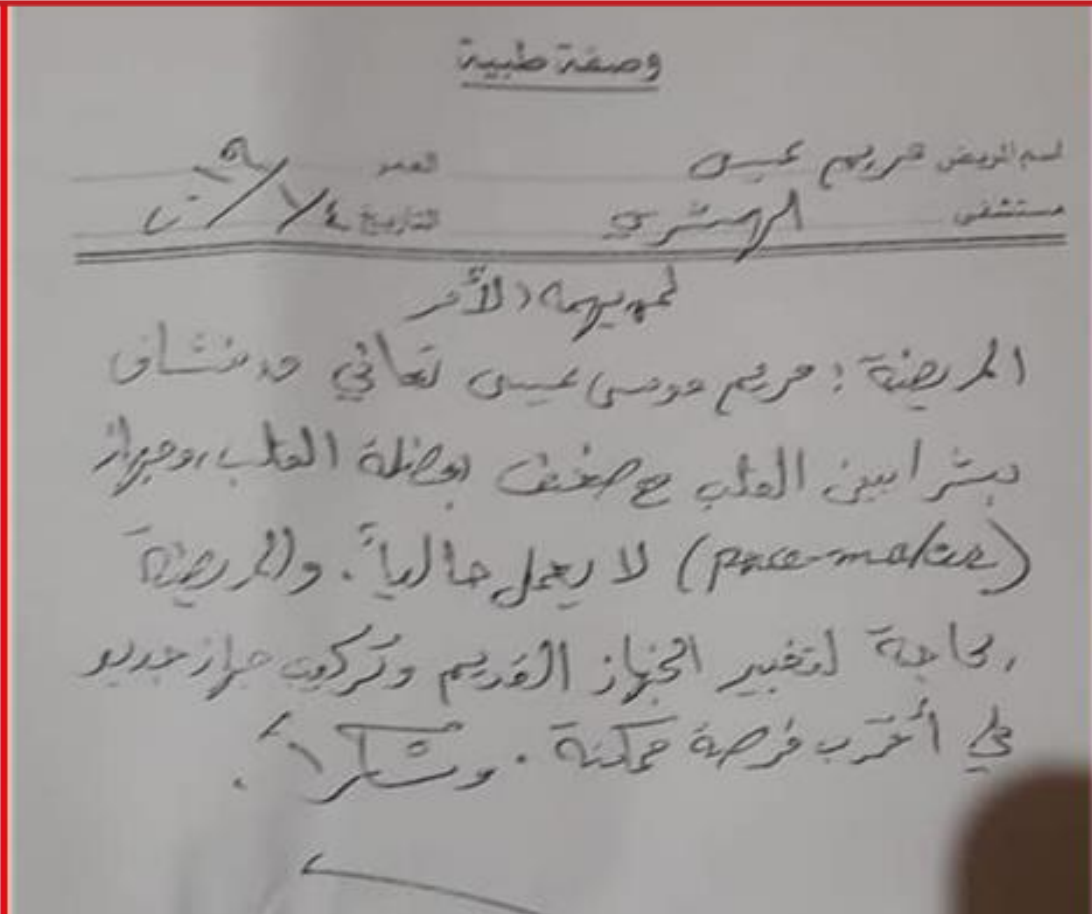 وصفة طبية
اسم المريض مريم عيسى العمر
مستشفى الهمشري التاريخ
لمن يهمه الأمر
المريضة : مريم موسى عيسى تعاني من نشاف
بشرايين القلب مع ضعف بعضلة القلب، وجهاز
(pace-maker) لا يعمل حالياً. والمريضة
بحاجة لتغيير الجهاز القديم وتركيب جهاز جديد
في أقرب فرصة ممكنة . وشكراً .